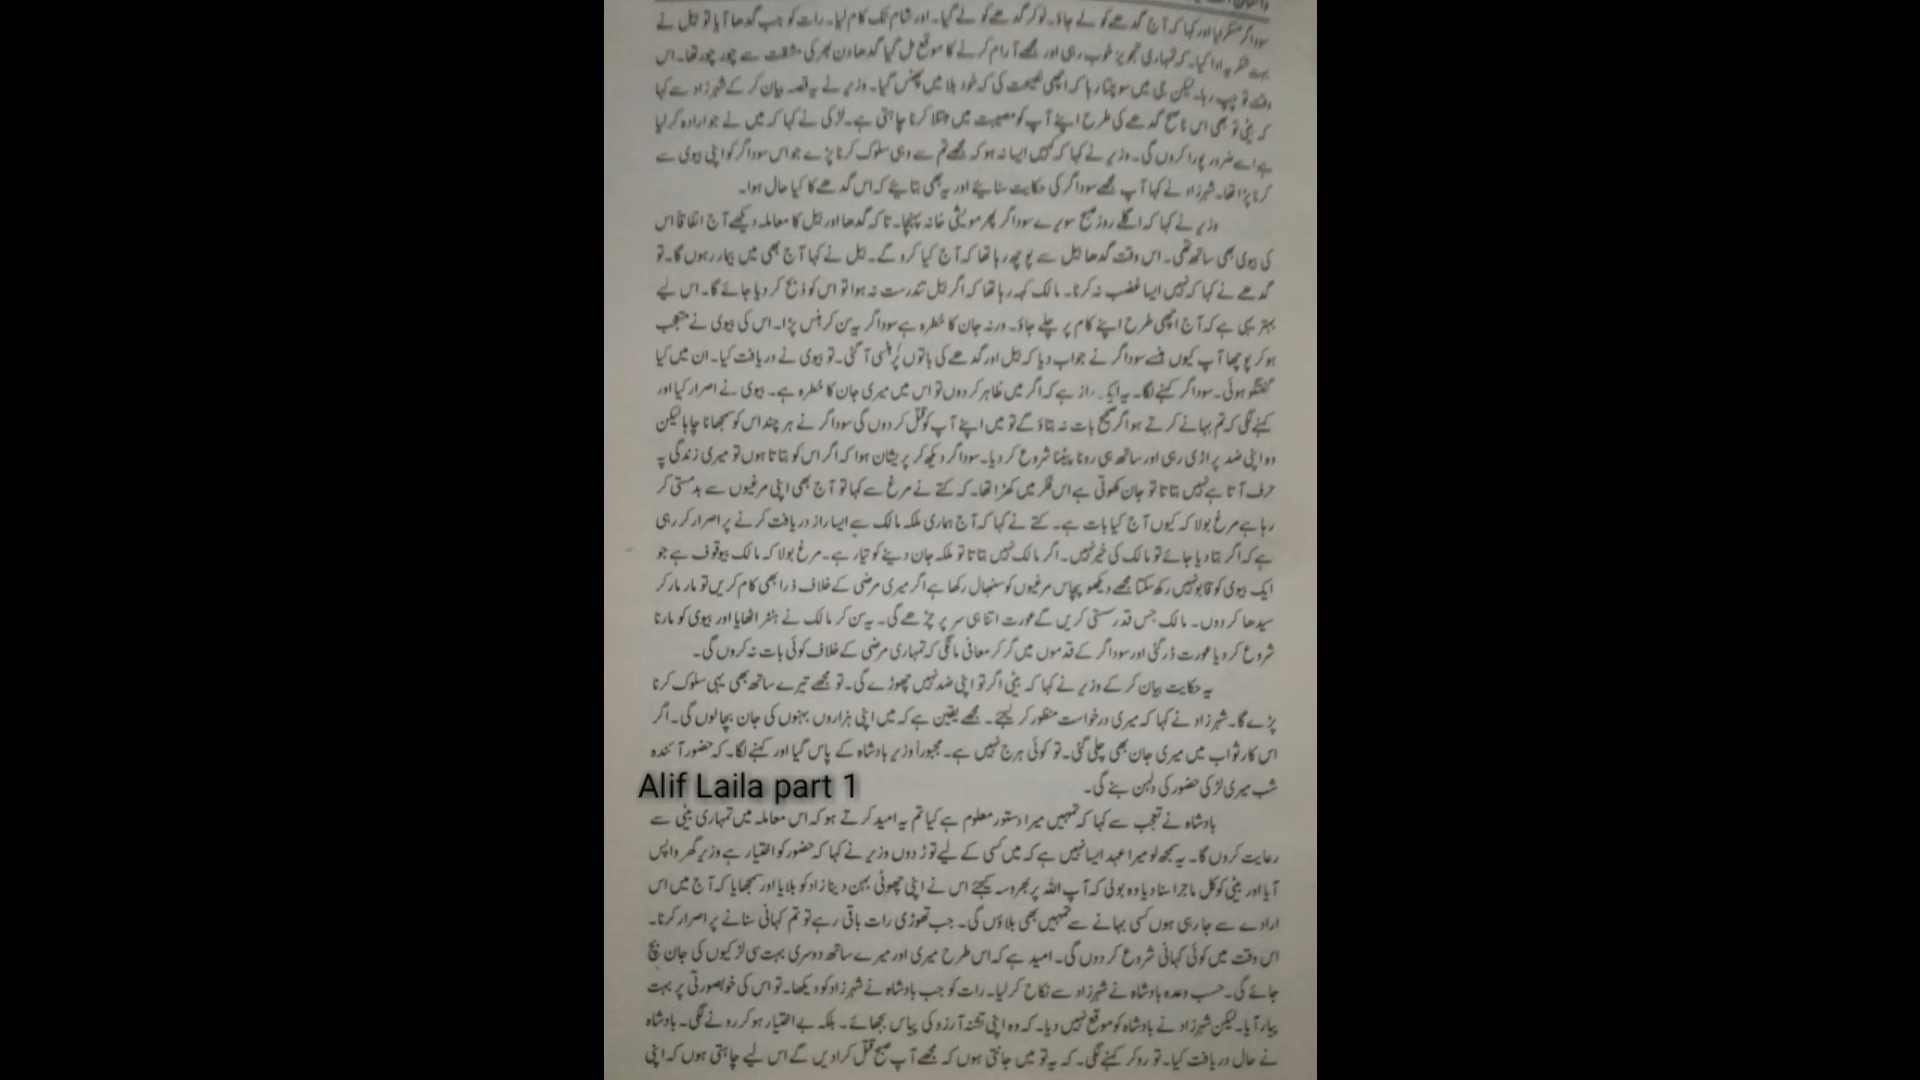 سوداگر مسکرایا اور کہا کہ آج گدھے کو لے جاؤ۔ نوکر گدھے کو لے گیا۔ اور شام تک کام لیا۔ رات کو جب گدھا آیا تو بیل نے
بہت شکریہ ادا کیا۔ کہ تمہاری تجویز خوب رہی اور مجھے آرام کرنے کا موقع مل گیا گدھا دن بھر کی مشقت سے چور چور تھا۔ اس
وقت تو چپ رہا۔ لیکن جی میں سوچتا رہا کہ اچھی نصیحت کی کہ خود بلا میں پھنس گیا۔ وزیر نے یہ قصہ بیان کر کے شہرزاد سے کہا
کہ بیٹی تو بھی اس ناصح گدھے کی طرح اپنے آپ کو مصیبت میں مبتلا کرنا چاہتی ہے۔ لڑکی نے کہا کہ میں نے جو ارادہ کر لیا
ہے اسے ضرور پورا کروں گی۔ وزیر نے کہا کہ کہیں ایسا نہ ہو کہ مجھے تم سے وہی سلوک کرنا پڑے جو اس سوداگر کو اپنی بیوی سے
کرنا پڑا تھا۔ شہرزاد نے کہا آپ مجھے سوداگر کی حکایت سنایئے اور یہ بھی بتایئے کہ اس گدھے کا کیا حال ہوا۔
وزیر نے کہا کہ اگلے روز صبح سویرے سوداگر پھر مویشی خانہ پہنچا۔ تا کہ گدھا اور بیل کا معاملہ دیکھے آج اتفاقا اس
کی بیوی بھی ساتھ تھی۔ اس وقت گدھا بیل سے پوچھ رہا تھا کہ آج کیا کرو گے۔ بیل نے کہا آج بھی میں بیمار رہوں گا۔ تو
گدھے نے کہا کہ نہیں ایسا غضب نہ کرنا۔ مالک کہہ رہا تھا کہ اگر بیل تندرست نہ ہوا تو اس کو ذبح کر دیا جائے گا۔ اس لیے
بہتر یہی ہے کہ آج اچھی طرح اپنے کام پر چلے جاؤ۔ ورنہ جان کا خطرہ ہے سوداگر یہ سن کر ہنس پڑا۔ اس کی بیوی نے متعجب
ہو کر پوچھا آپ کیوں ہنسے سوداگر نے جواب دیا کہ بیل اور گدھے کی باتوں پر ہنسی آ گئی۔ تو بیوی نے دریافت کیا۔ ان میں کیا
گفتگو ہوئی۔ سوداگر کہنے لگا۔ یہ ایک راز ہے کہ اگر میں ظاہر کر دوں تو اس میں میری جان کا خطرہ ہے۔ بیوی نے اصرار کیا اور
کہنے لگی کہ تم بہانے کرتے ہو اگر صحیح بات نہ بتاؤ گے تو میں اپنے آپ کو قتل کر دوں گی سوداگر نے ہر چند اس کو سمجھانا چاہا لیکن
وہ اپنی ضد پر اڑی رہی اور ساتھ ہی رونا پیٹنا شروع کر دیا۔ سوداگر دیکھ کر پریشان ہوا کہ اگر اس کو بتاتا ہوں تو میری زندگی پہ
حرف آتا ہے نہیں بتاتا تو جان کھوتی ہے اس فکر میں کھڑا تھا۔ کہ کتے نے مرغ سے کہا تو آج بھی اپنی مرغیوں سے بدمستی کر
رہا ہے مرغ بولا کہ کیوں آج کیا بات ہے۔ کتے نے کہا کہ آج ہماری ملکہ مالک سے ایسا راز دریافت کرنے پر اصرار کر رہی
ہے کہ اگر بتا دیا جائے تو مالک کی خیر نہیں۔ اگر مالک نہیں بتاتا تو ملکہ جان دینے کو تیار ہے۔ مرغ بولا کہ مالک بیوقوف ہے جو
ایک بیوی کو قابو نہیں رکھ سکتا مجھے دیکھو پچاس مرغیوں کو سنبھال رکھا ہے اگر میری مرضی کے خلاف ذرا بھی کام کریں تو مار مار کر
سیدھا کر دوں۔ مالک جس قدر سستی کریں گے عورت اتنا ہی سر پر چڑھے گی۔ یہ سن کر مالک نے ہنٹر اٹھایا اور بیوی کو مارنا
شروع کر دیا عورت ڈر گئی اور سوداگر کے قدموں میں گر کر معافی مانگی کہ تمہاری مرضی کے خلاف کوئی بات نہ کروں گی۔
یہ حکایت بیان کر کے وزیر نے کہا کہ بیٹی اگر تو اپنی ضد نہیں چھوڑے گی۔ تو مجھے تیرے ساتھ بھی یہی سلوک کرنا
پڑے گا۔ شہرزاد نے کہا کہ میری درخواست منظور کر لیجئے۔ مجھے یقین ہے کہ میں اپنی ہزاروں بہنوں کی جان بچا لوں گی۔ اگر
اس کار ثواب میں میری جان بھی چلی گئی۔ تو کوئی ہرج نہیں ہے۔ مجبوراً وزیر بادشاہ کے پاس گیا اور کہنے لگا۔ کہ حضور آئندہ
شب میری لڑکی حضور کی دلہن بنے گی۔
Alif Laila part 1
بادشاہ نے تعجب سے کہا کہ تمہیں میرا دستور معلوم ہے کیا تم یہ امید کرتے ہو کہ اس معاملہ میں تمہاری بیٹی سے
رعایت کروں گا۔ یہ سمجھ لو میرا عہد ایسا نہیں ہے کہ میں کسی کے لیے توڑ دوں وزیر نے کہا کہ حضور کو اختیار ہے وزیر گھر واپس
آیا اور بیٹی کو کل ماجرا سنا دیا وہ بولی کہ آپ اللہ پر بھروسہ کیجئے اس نے اپنی چھوٹی بہن دینا زاد کو بلایا اور سمجھایا کہ آج میں اس
ارادے سے جا رہی ہوں کسی بہانے سے تمہیں بھی بلاؤں گی۔ جب تھوڑی رات باقی رہے تو تم کہانی سنانے پر اصرار کرنا۔
اس وقت میں کوئی کہانی شروع کر دوں گی۔ امید ہے کہ اس طرح میری اور میرے ساتھ دوسری بہت سی لڑکیوں کی جان بچ
جائے گی۔ حسب وعدہ بادشاہ نے شہرزاد سے نکاح کر لیا۔ رات کو جب بادشاہ نے شہرزاد کو دیکھا۔ تو اس کی خوبصورتی پر بہت
پیار آیا۔ لیکن شہرزاد نے بادشاہ کو موقع نہیں دیا۔ کہ وہ اپنی تشنہ آرزو کی پیاس بجھائے۔ بلکہ بے اختیار ہو کر رونے لگی۔ بادشاہ
نے حال دریافت کیا۔ تو رو کر کہنے لگی۔ کہ یہ تو میں جانتی ہوں کہ مجھے آپ صبح قتل کرا دیں گے اس لیے چاہتی ہوں کہ اپنی